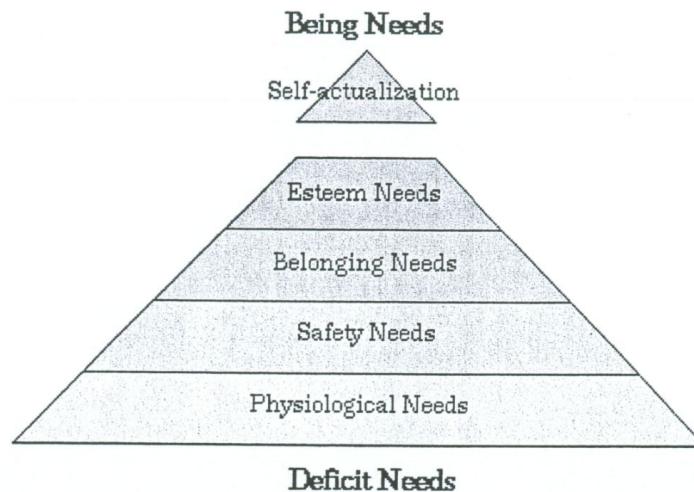 Being Needs
Self-actualization
Esteem Needs
Belonging Needs
Safety Needs
Physiological Needs
Deficit Needs